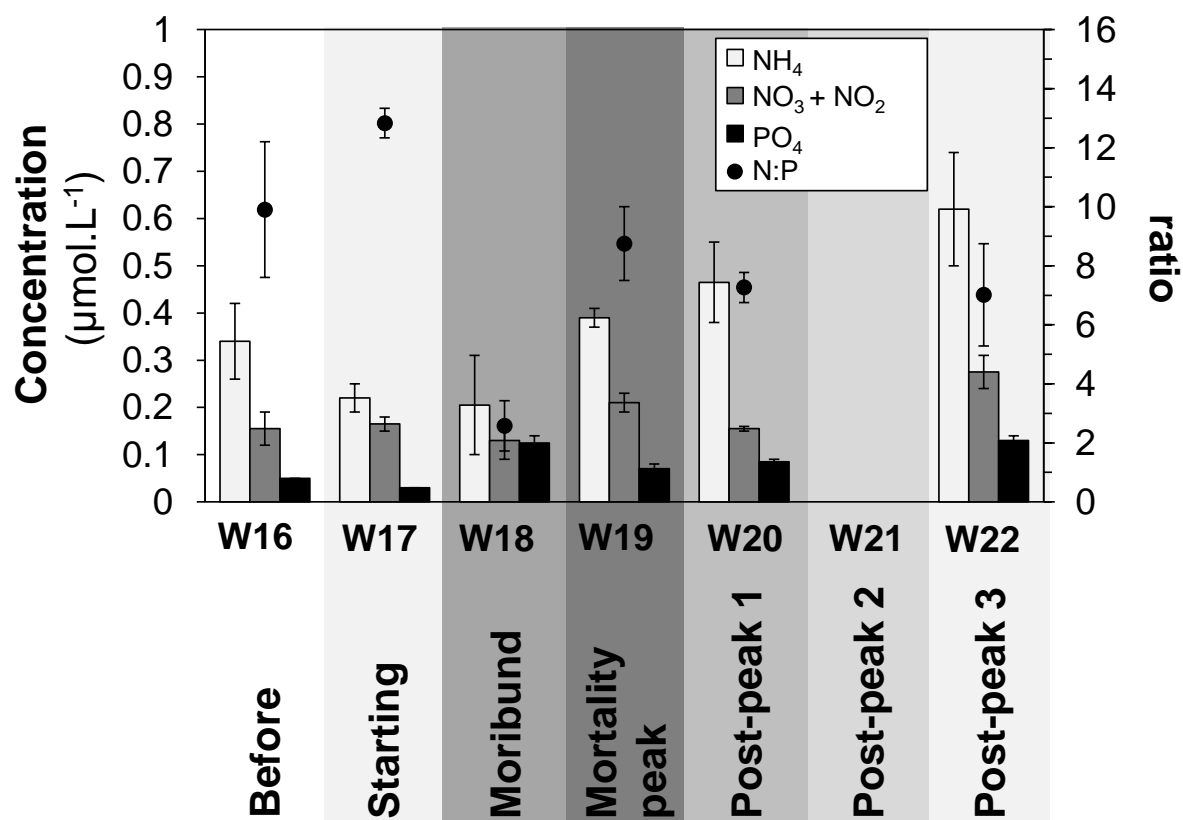 Concentration
(µmol.L-1)
1
0.9
0.8
0.7
0.6
0.5
0.4
0.3
0.2
0.1
0
NH4
NO3 + NO2
PO4
N:P
16
14
12
10
8
6
4
2
0
ratio
W16 W17 W18 W19 W20 W21 W22
Before
Starting
Moribund
Mortality
peak
Post-peak 1
Post-peak 2
Post-peak 3